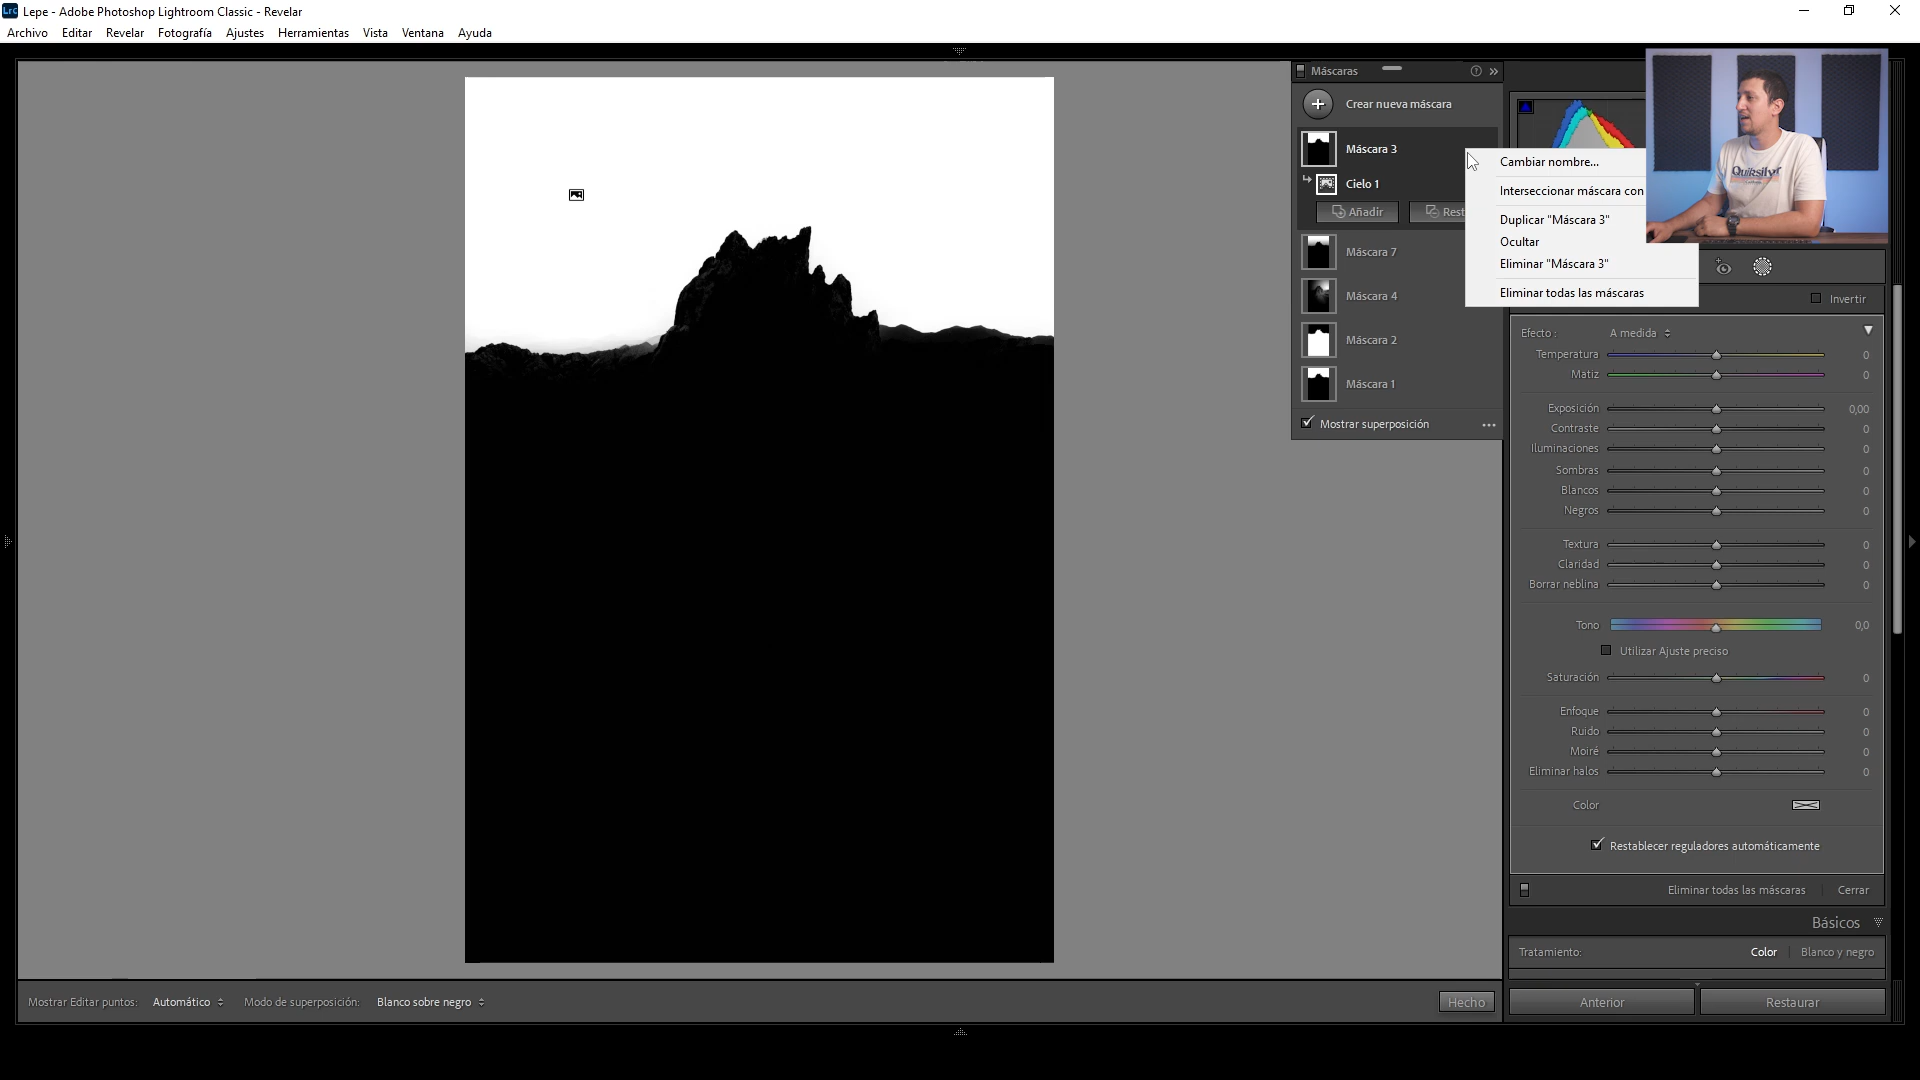 Lrc Lepe - Adobe Photoshop Lightroom Classic - Revelar
Archivo Editar Revelar Fotografía Ajustes Herramientas Vista Ventana Ayuda
Máscaras
Crear nueva máscara
Máscara 3
Cielo 1
Añadir Rest
Máscara 7
Máscara 4
Máscara 2
Máscara 1
Mostrar superposición
Cambiar nombre...
Interseccionar máscara con
Duplicar "Máscara 3"
Ocultar
Eliminar "Máscara 3"
Eliminar todas las máscaras
Quiksilver
Invertir
Efecto : A medida
Temperatura 0
Matiz 0
Exposición 0,00
Contraste 0
Iluminaciones 0
Sombras 0
Blancos 0
Negros 0
Textura 0
Claridad 0
Borrar neblina 0
Tono 0,0
Utilizar Ajuste preciso
Saturación 0
Enfoque 0
Ruido 0
Moiré 0
Eliminar halos 0
Color
Restablecer reguladores automáticamente
Eliminar todas las máscaras Cerrar
Básicos
Tratamiento: Color Blanco y negro
Mostrar Editar puntos: Automático Modo de superposición: Blanco sobre negro Hecho
Anterior Restaurar